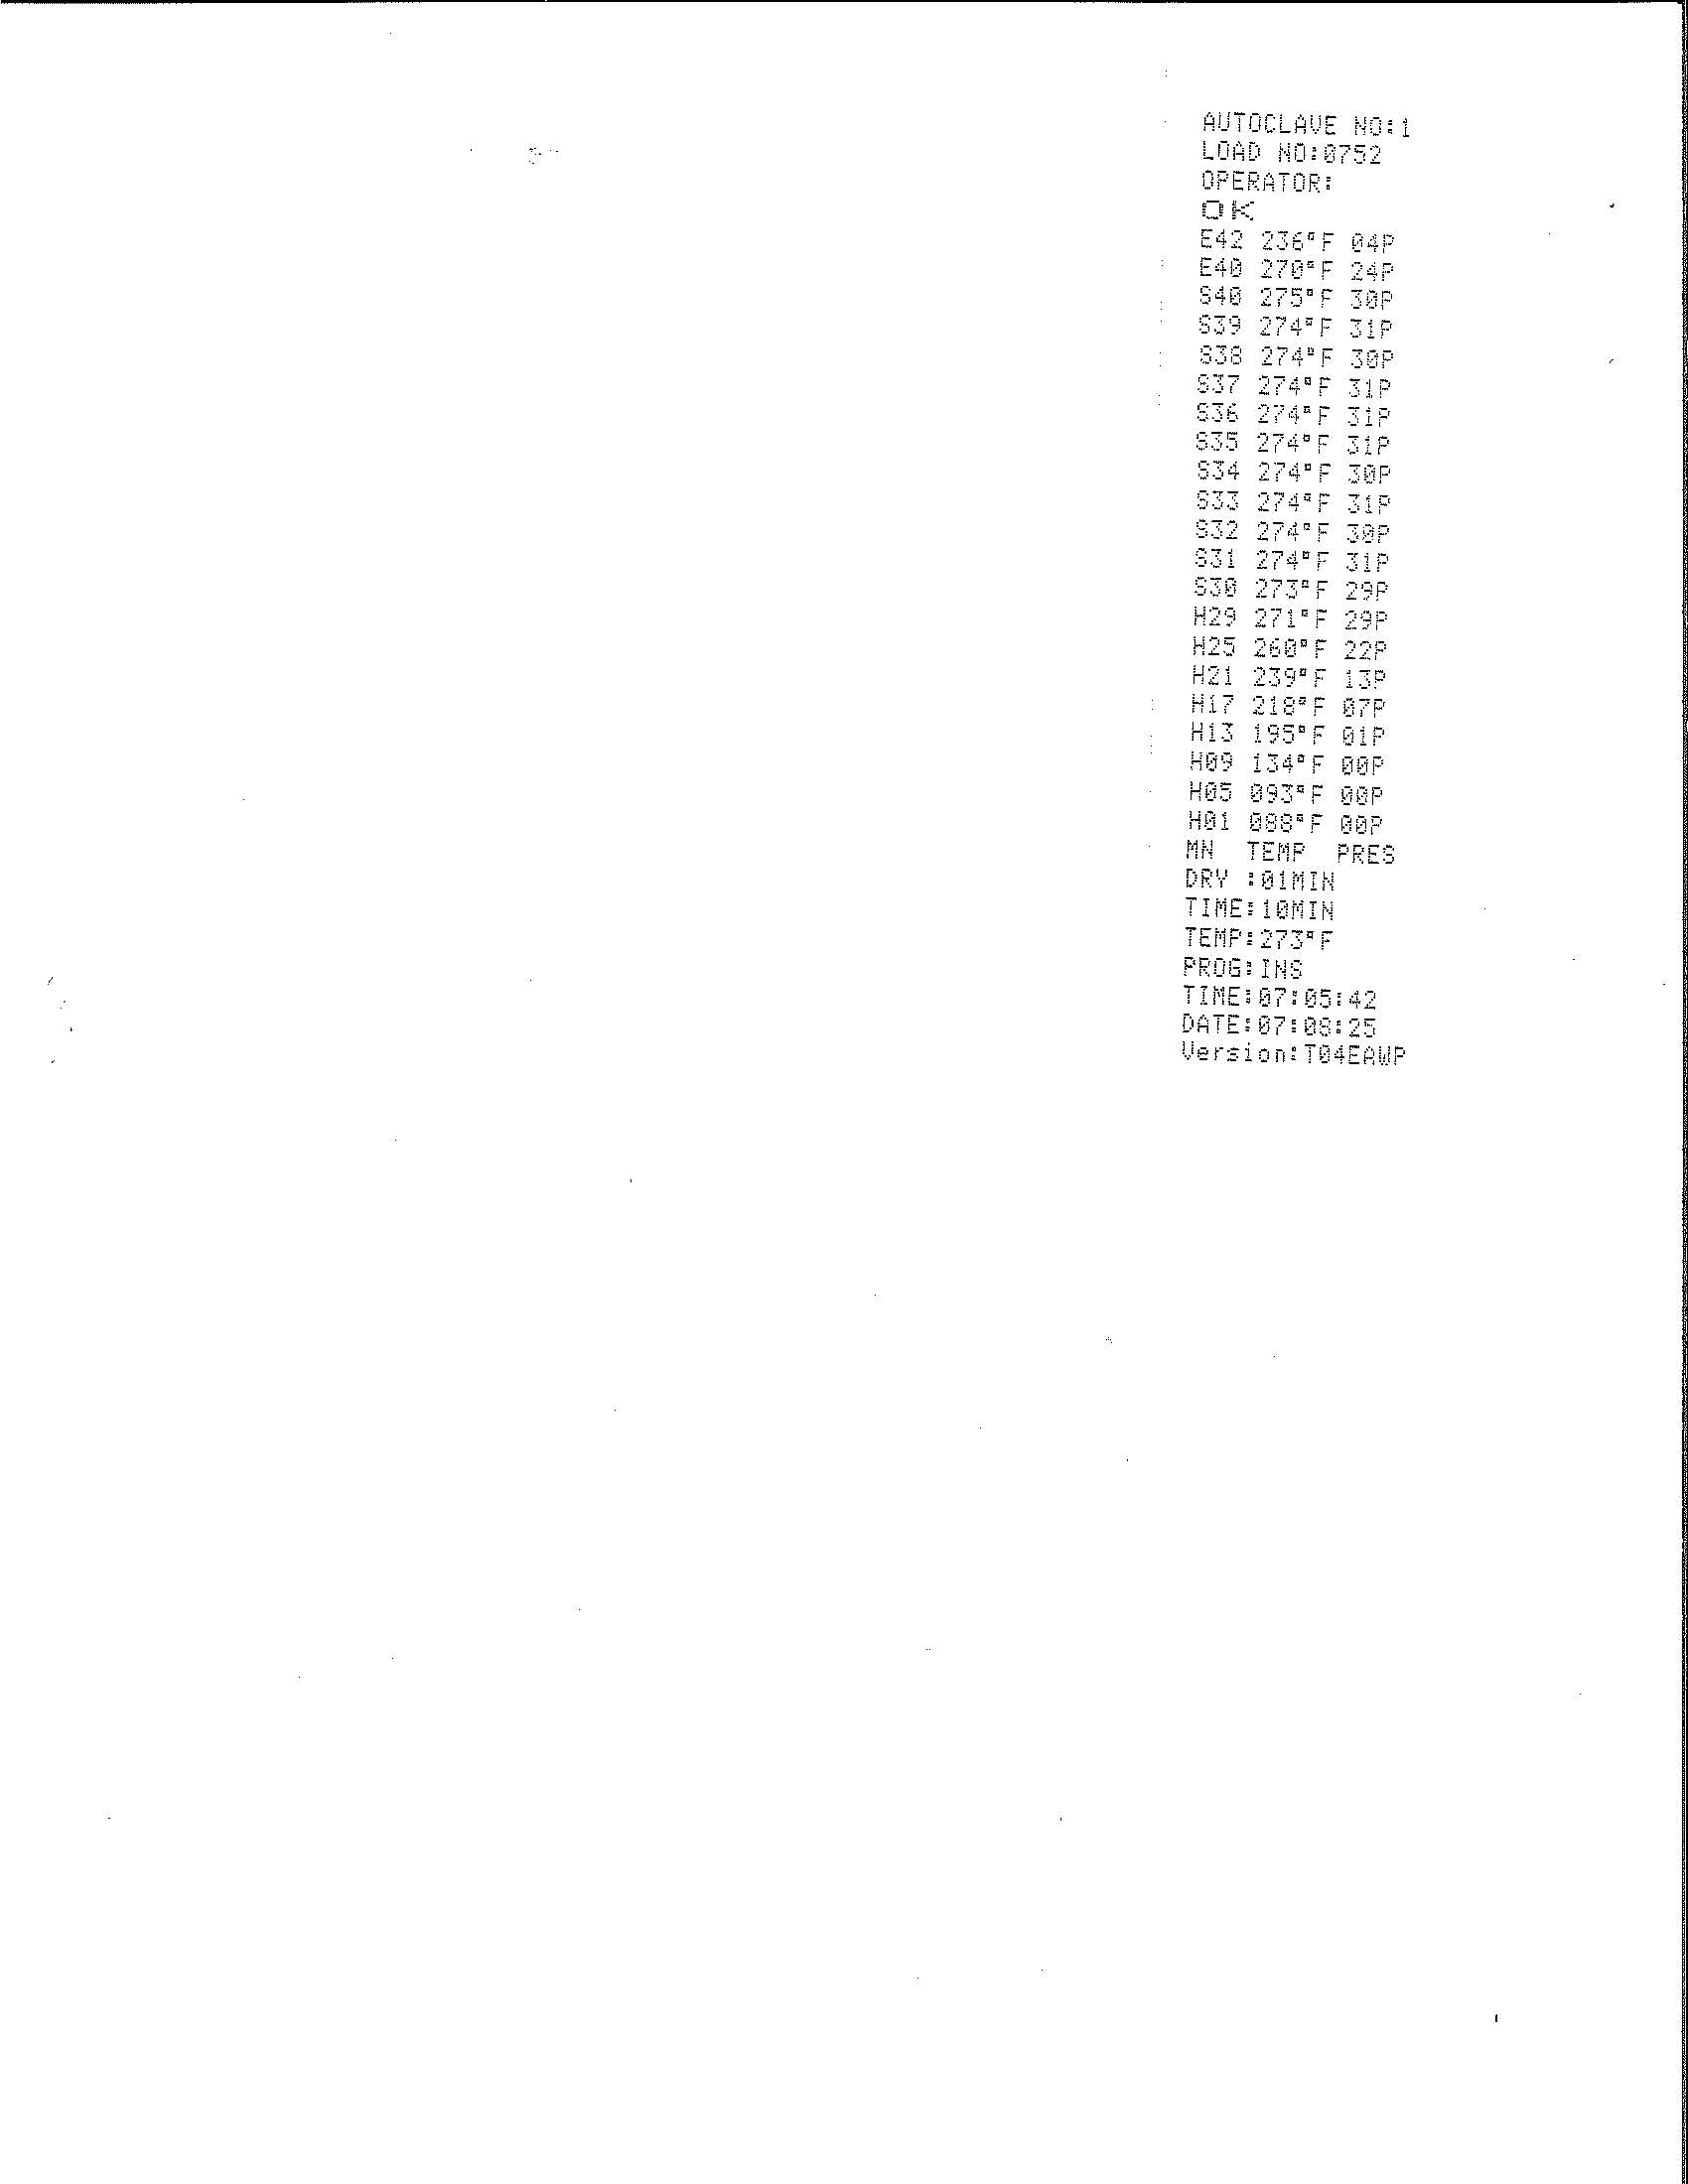 AUTOCLAVE NO:1
LOAD NO:0752
OPERATOR:
OK
E42 236°F 04P
E40 270°F 24P
S40 275°F 30P
S39 274°F 31P
S38 274°F 30P
S37 274°F 31P
S36 274°F 31P
S35 274°F 31P
S34 274°F 30P
S33 274°F 31P
S32 274°F 30P
S31 274°F 31P
S30 273°F 29P
H29 271°F 29P
H25 260°F 22P
H21 239°F 13P
H17 218°F 07P
H13 195°F 01P
H09 134°F 00P
H05 093°F 00P
H01 088°F 00P
MN TEMP PRES
DRY :01MIN
TIME:10MIN
TEMP:273°F
PROG:INS
TIME:07:05:42
DATE:07:08:25
Version:T04EAWP